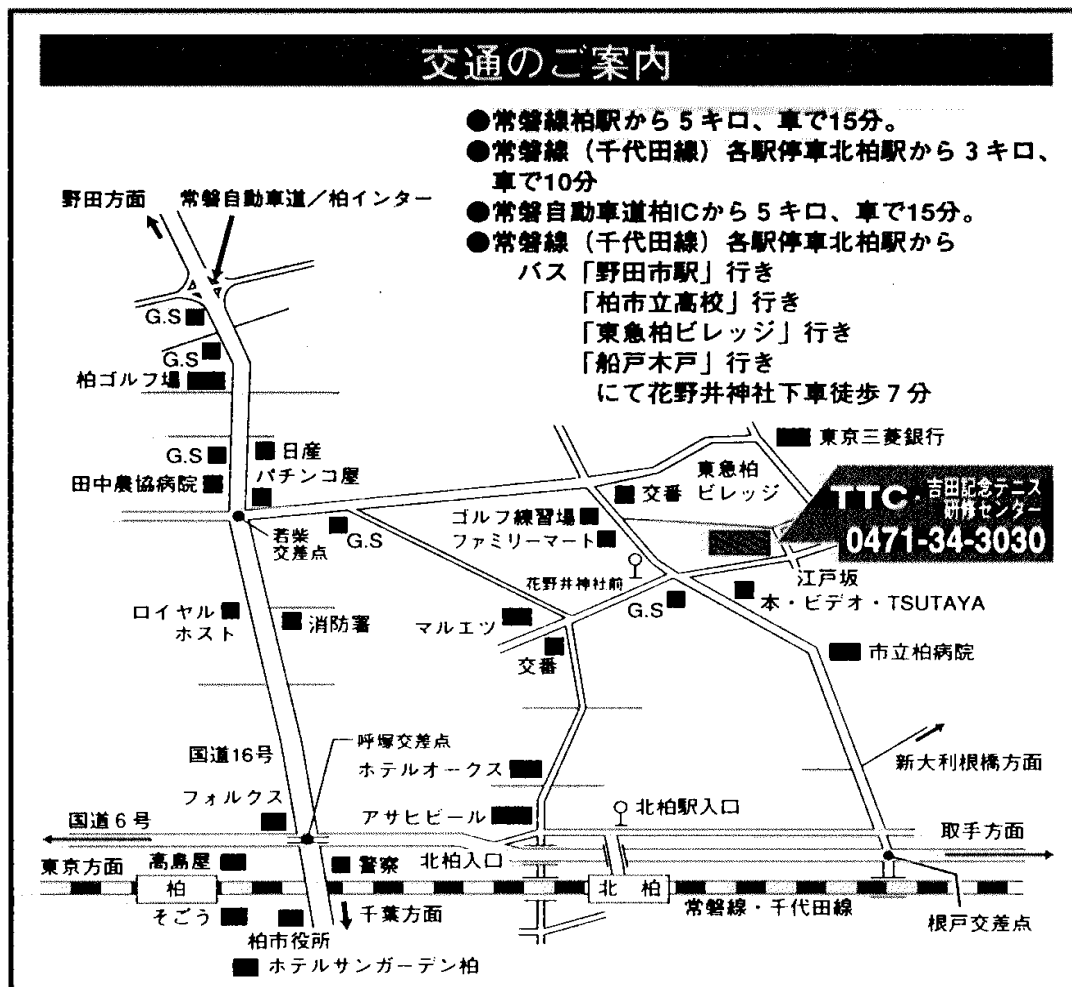 交通のご案内
●常磐線柏駅から5キロ、車で15分。
●常磐線（千代田線）各駅停車北柏駅から3キロ、
車で10分
●常磐自動車道柏ICから5キロ、車で15分。
●常磐線（千代田線）各駅停車北柏駅から
バス「野田市駅」行き
「柏市立高校」行き
「東急柏ビレッジ」行き
「船戸木戸」行き
にて花野井神社下車徒歩7分
野田方面
常磐自動車道／柏インター
G.S
G.S
柏ゴルフ場
G.S
日産
田中農協病院
パチンコ屋
若柴
交差点
G.S
東京三菱銀行
東急柏
ビレッジ
交番
ゴルフ練習場
ファミリーマート
TTC・吉田記念テニス
研修センター
0471-34-3030
花野井神社前
G.S
江戸坂
本・ビデオ・TSUTAYA
ロイヤル
ホスト
消防署
マルエツ
交番
市立柏病院
国道16号
呼塚交差点
ホテルオークス
新大利根橋方面
フォルクス
アサヒビール
北柏駅入口
国道6号
取手方面
東京方面
高島屋
警察
北柏入口
柏
北柏
常磐線・千代田線
そごう
柏市役所
千葉方面
根戸交差点
ホテルサンガーデン柏